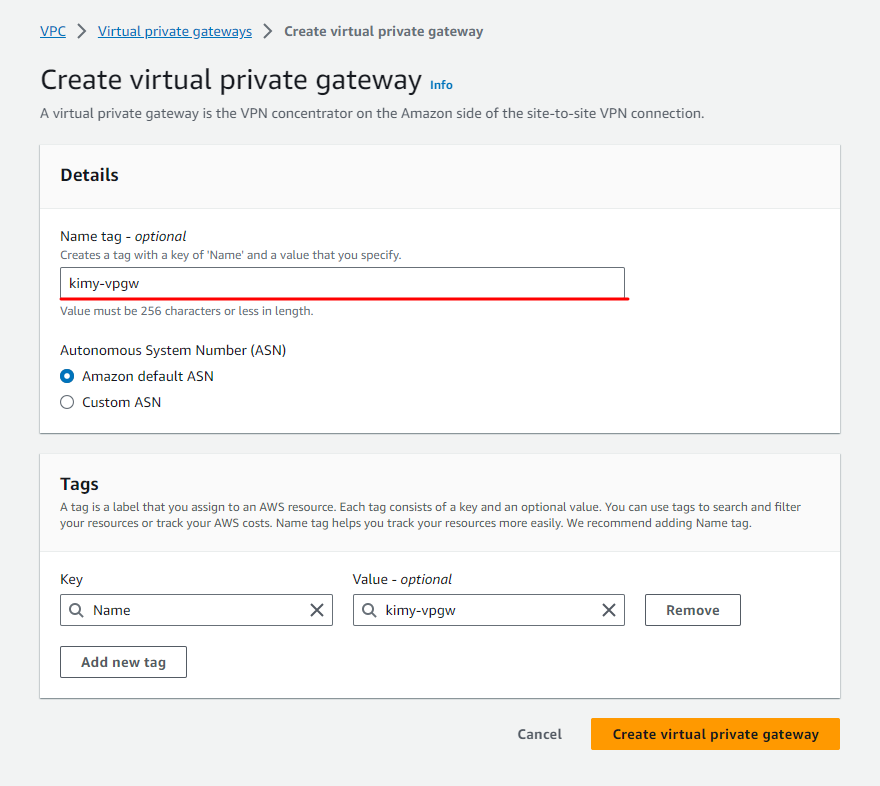 VPC > Virtual private gateways > Create virtual private gateway
Create virtual private gateway Info
A virtual private gateway is the VPN concentrator on the Amazon side of the site-to-site VPN connection.
Details
Name tag - optional
Creates a tag with a key of 'Name' and a value that you specify.
kimy-vpgw
Value must be 256 characters or less in length.
Autonomous System Number (ASN)
Amazon default ASN
Custom ASN
Tags
A tag is a label that you assign to an AWS resource. Each tag consists of a key and an optional value. You can use tags to search and filter
your resources or track your AWS costs. Name tag helps you track your resources more easily. We recommend adding Name tag.
Key Value - optional
Name kimy-vpgw Remove
Add new tag
Cancel Create virtual private gateway